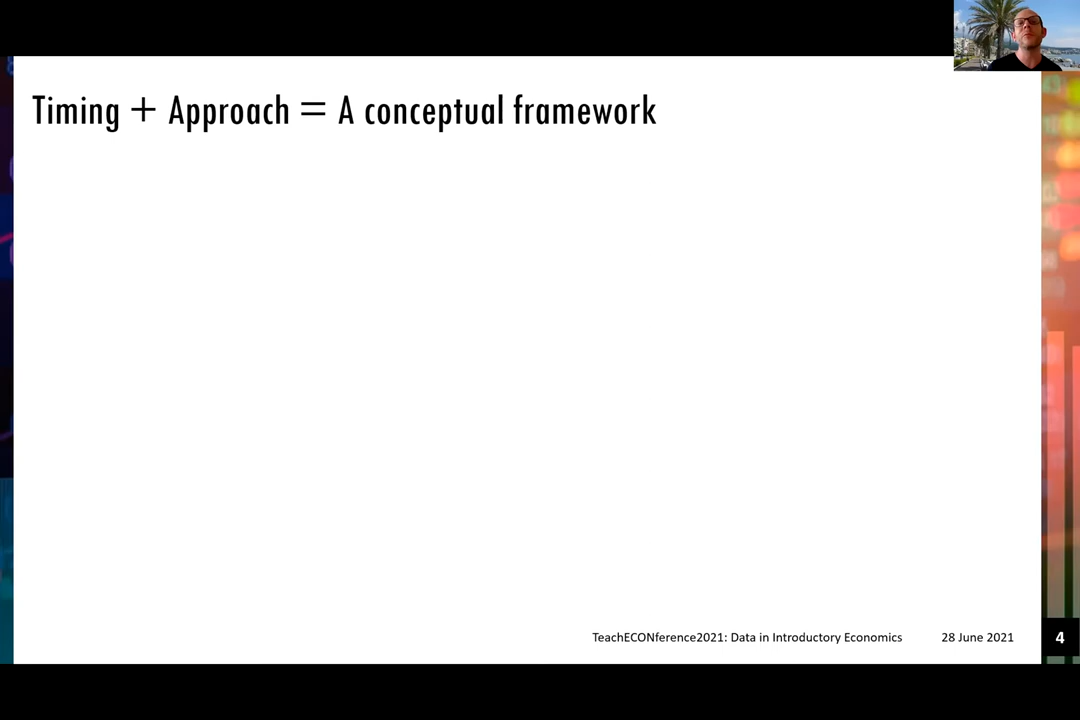 Timing + Approach = A conceptual framework
TeachECONference2021: Data in Introductory Economics 28 June 2021 4